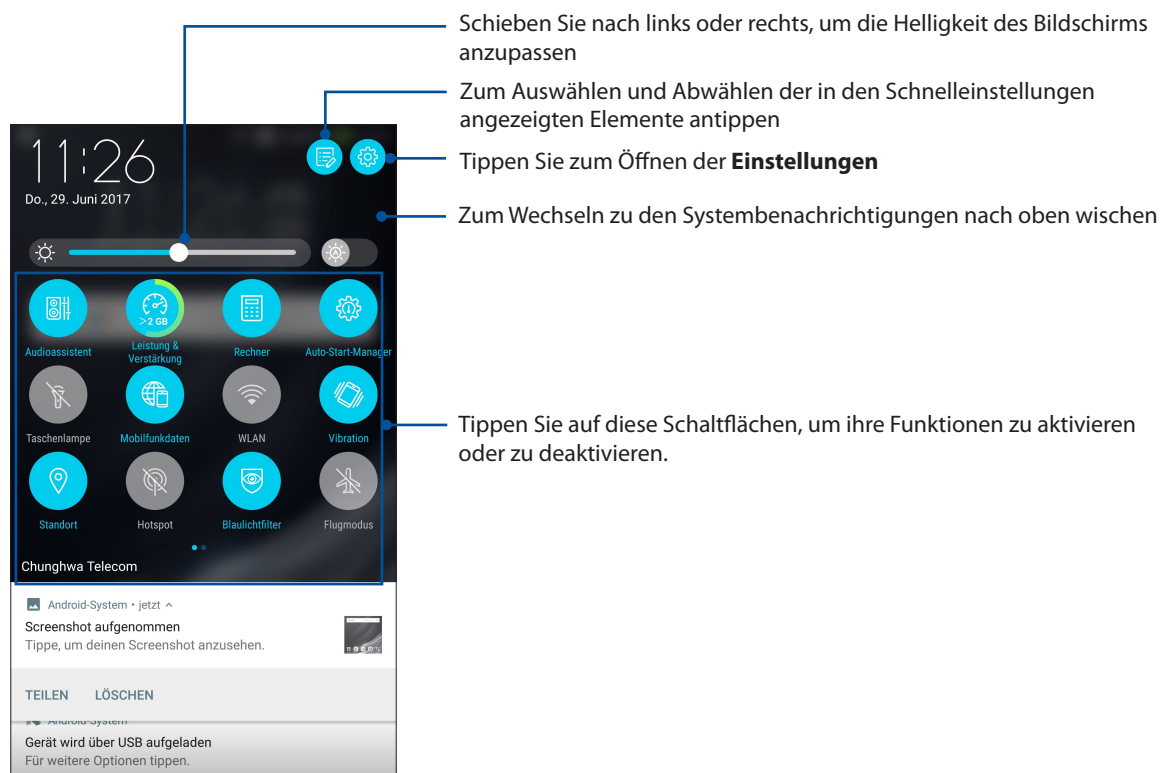 Schieben Sie nach links oder rechts, um die Helligkeit des Bildschirms
anzupassen
Zum Auswählen und Abwählen der in den Schnelleinstellungen
angezeigten Elemente antippen
Tippen Sie zum Öffnen der Einstellungen
Zum Wechseln zu den Systembenachrichtigungen nach oben wischen
Tippen Sie auf diese Schaltflächen, um ihre Funktionen zu aktivieren
oder zu deaktivieren.
11:26
Do., 29. Juni 2017
A
>2 GB
Audioassistent
Leistung &
Verstärkung
Rechner
Auto-Start-Manager
Taschenlampe
Mobilfunkdaten
WLAN
Vibration
Standort
Hotspot
Blaulichtfilter
Flugmodus
Chunghwa Telecom
Android-System • jetzt
Screenshot aufgenommen
Tippe, um deinen Screenshot anzusehen.
TEILEN LÖSCHEN
Android-System
Gerät wird über USB aufgeladen
Für weitere Optionen tippen.